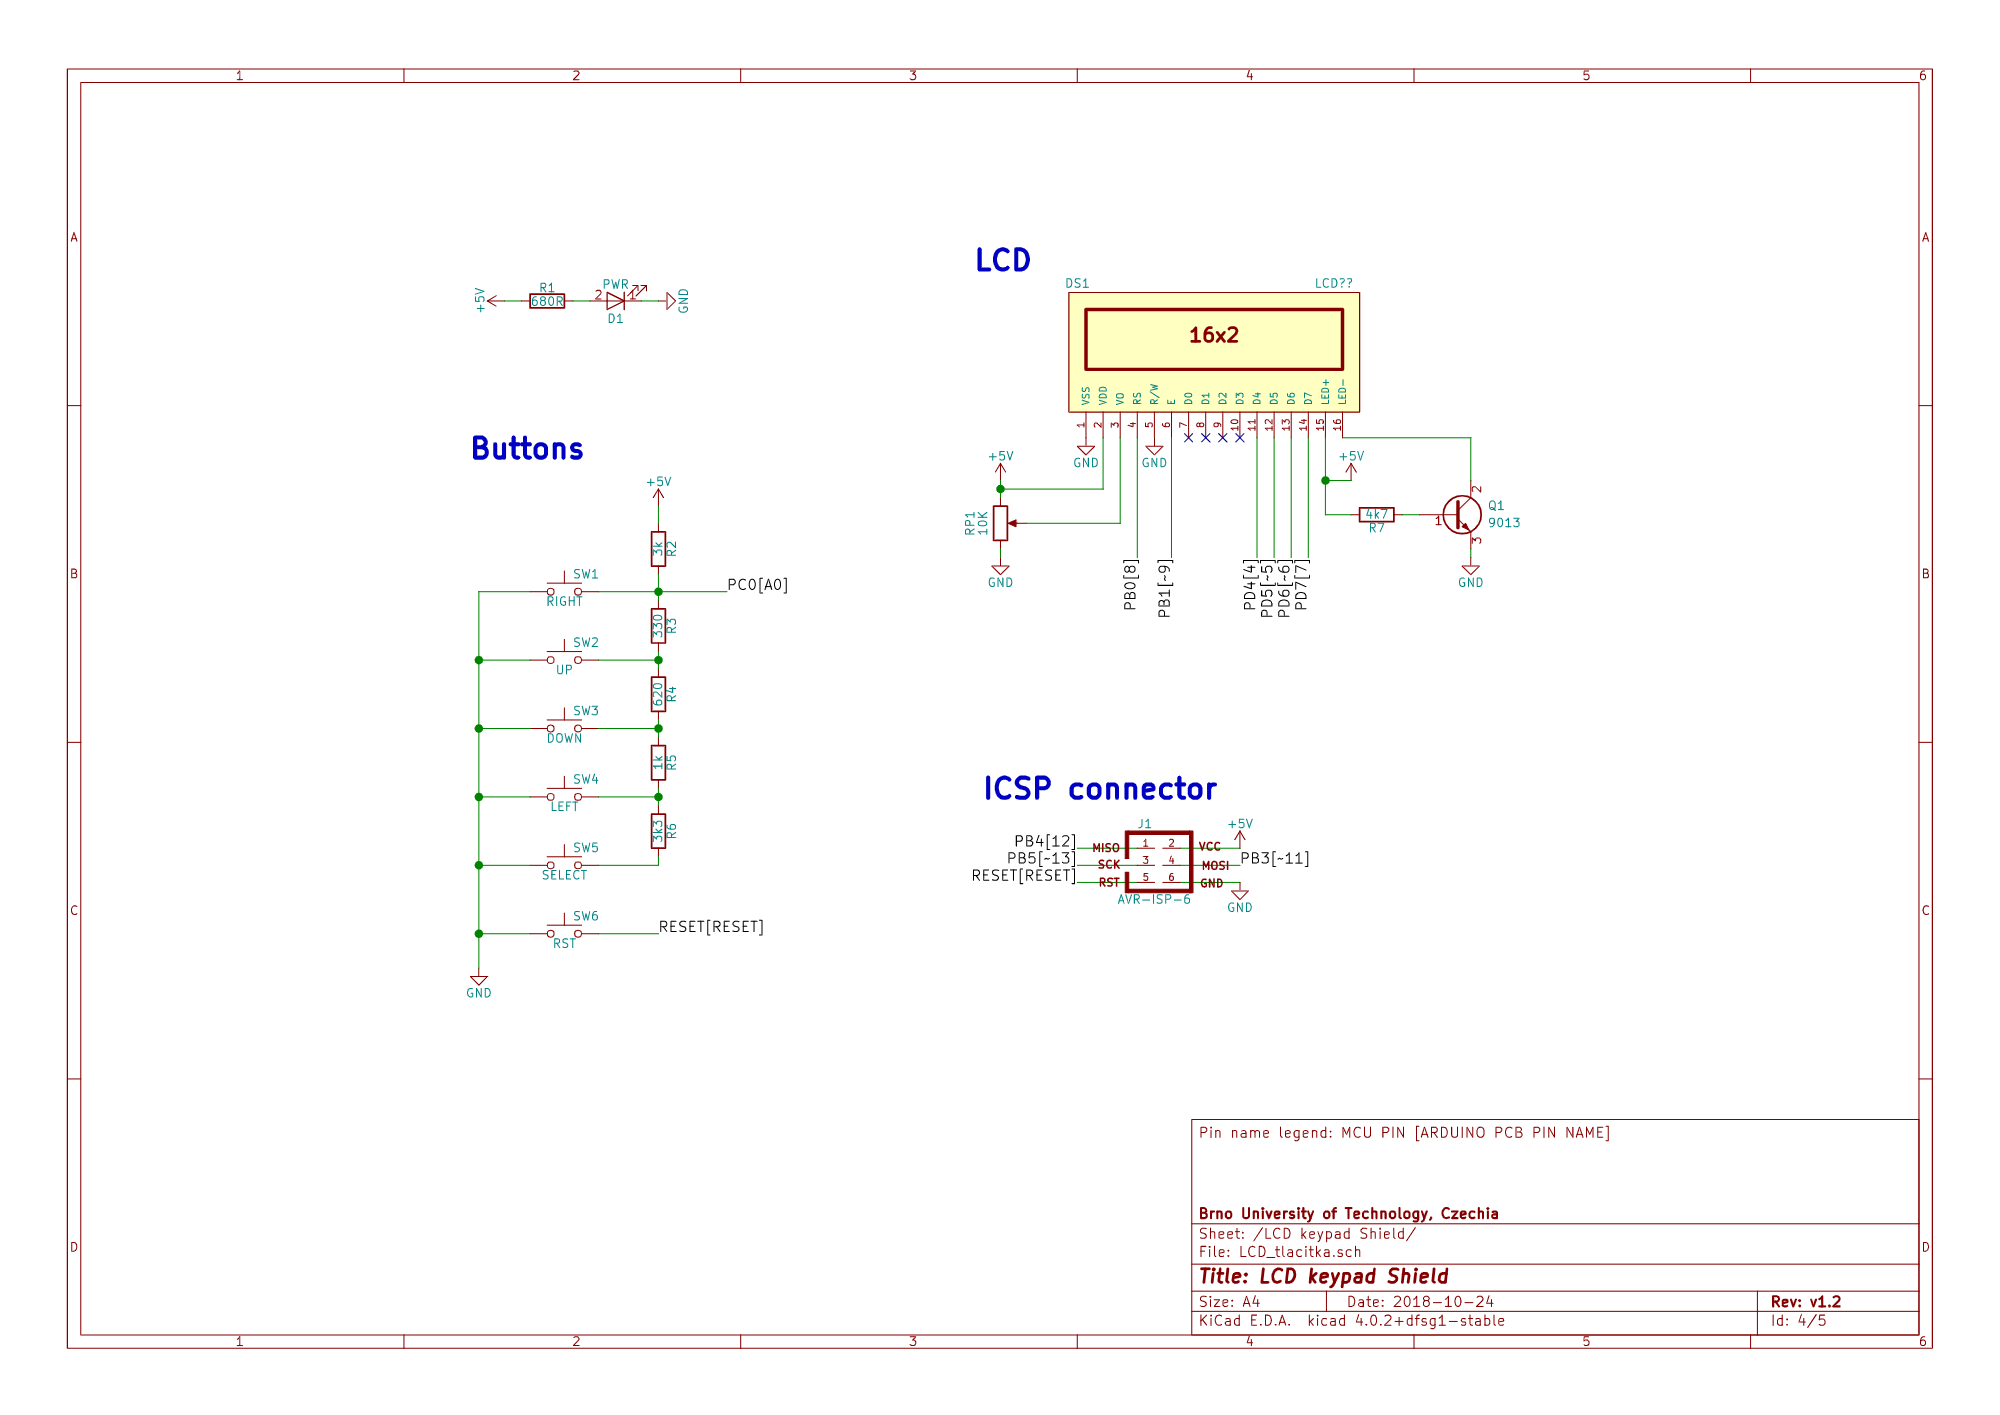 1 2 3 4 5 6
A A
B B
C C
D D
+5V
R1
680R
2
PWR
1
D1
GND
Buttons
+5V
3k
R2
PC0[A0]
SW1
RIGHT
330
R3
SW2
UP
620
R4
SW3
DOWN
1k
R5
SW4
LEFT
3k3
R6
SW5
SELECT
SW6
RST
RESET[RESET]
GND
LCD
DS1
LCD??
16x2
VSS VDD VO RS R/W E D0 D1 D2 D3 D4 D5 D6 D7 LED+ LED-
1 2 3 4 5 6 7 8 9 10 11 12 13 14 15 16
GND
GND
+5V
RP1
10K
GND
PB0[8]
PB1[~9]
PD4[4]
PD5[~5]
PD6[~6]
PD7[7]
+5V
4k7
R7
1
2
3
Q1
9013
GND
ICSP connector
J1
+5V
PB4[12]
MISO 1 2 VCC
PB5[~13]
SCK 3 4 MOSI
PB3[~11]
RESET[RESET]
RST 5 6 GND
AVR-ISP-6
GND
Pin name legend: MCU PIN [ARDUINO PCB PIN NAME]
Brno University of Technology, Czechia
Sheet: /LCD keypad Shield/
File: LCD_tlacitka.sch
Title: LCD keypad Shield
Size: A4 Date: 2018-10-24 Rev: v1.2
KiCad E.D.A. kicad 4.0.2+dfsg1-stable Id: 4/5
1 2 3 4 5 6